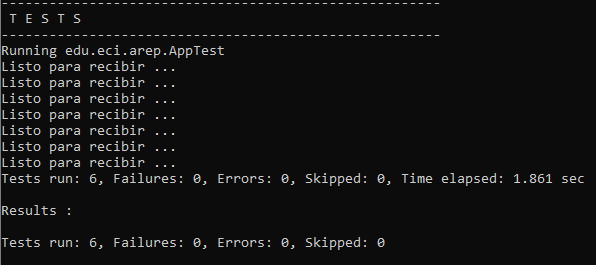 -------------------------------------------------------
 T E S T S
-------------------------------------------------------
Running edu.eci.arep.AppTest
Listo para recibir ...
Listo para recibir ...
Listo para recibir ...
Listo para recibir ...
Listo para recibir ...
Listo para recibir ...
Listo para recibir ...
Tests run: 6, Failures: 0, Errors: 0, Skipped: 0, Time elapsed: 1.861 sec
Results :
Tests run: 6, Failures: 0, Errors: 0, Skipped: 0